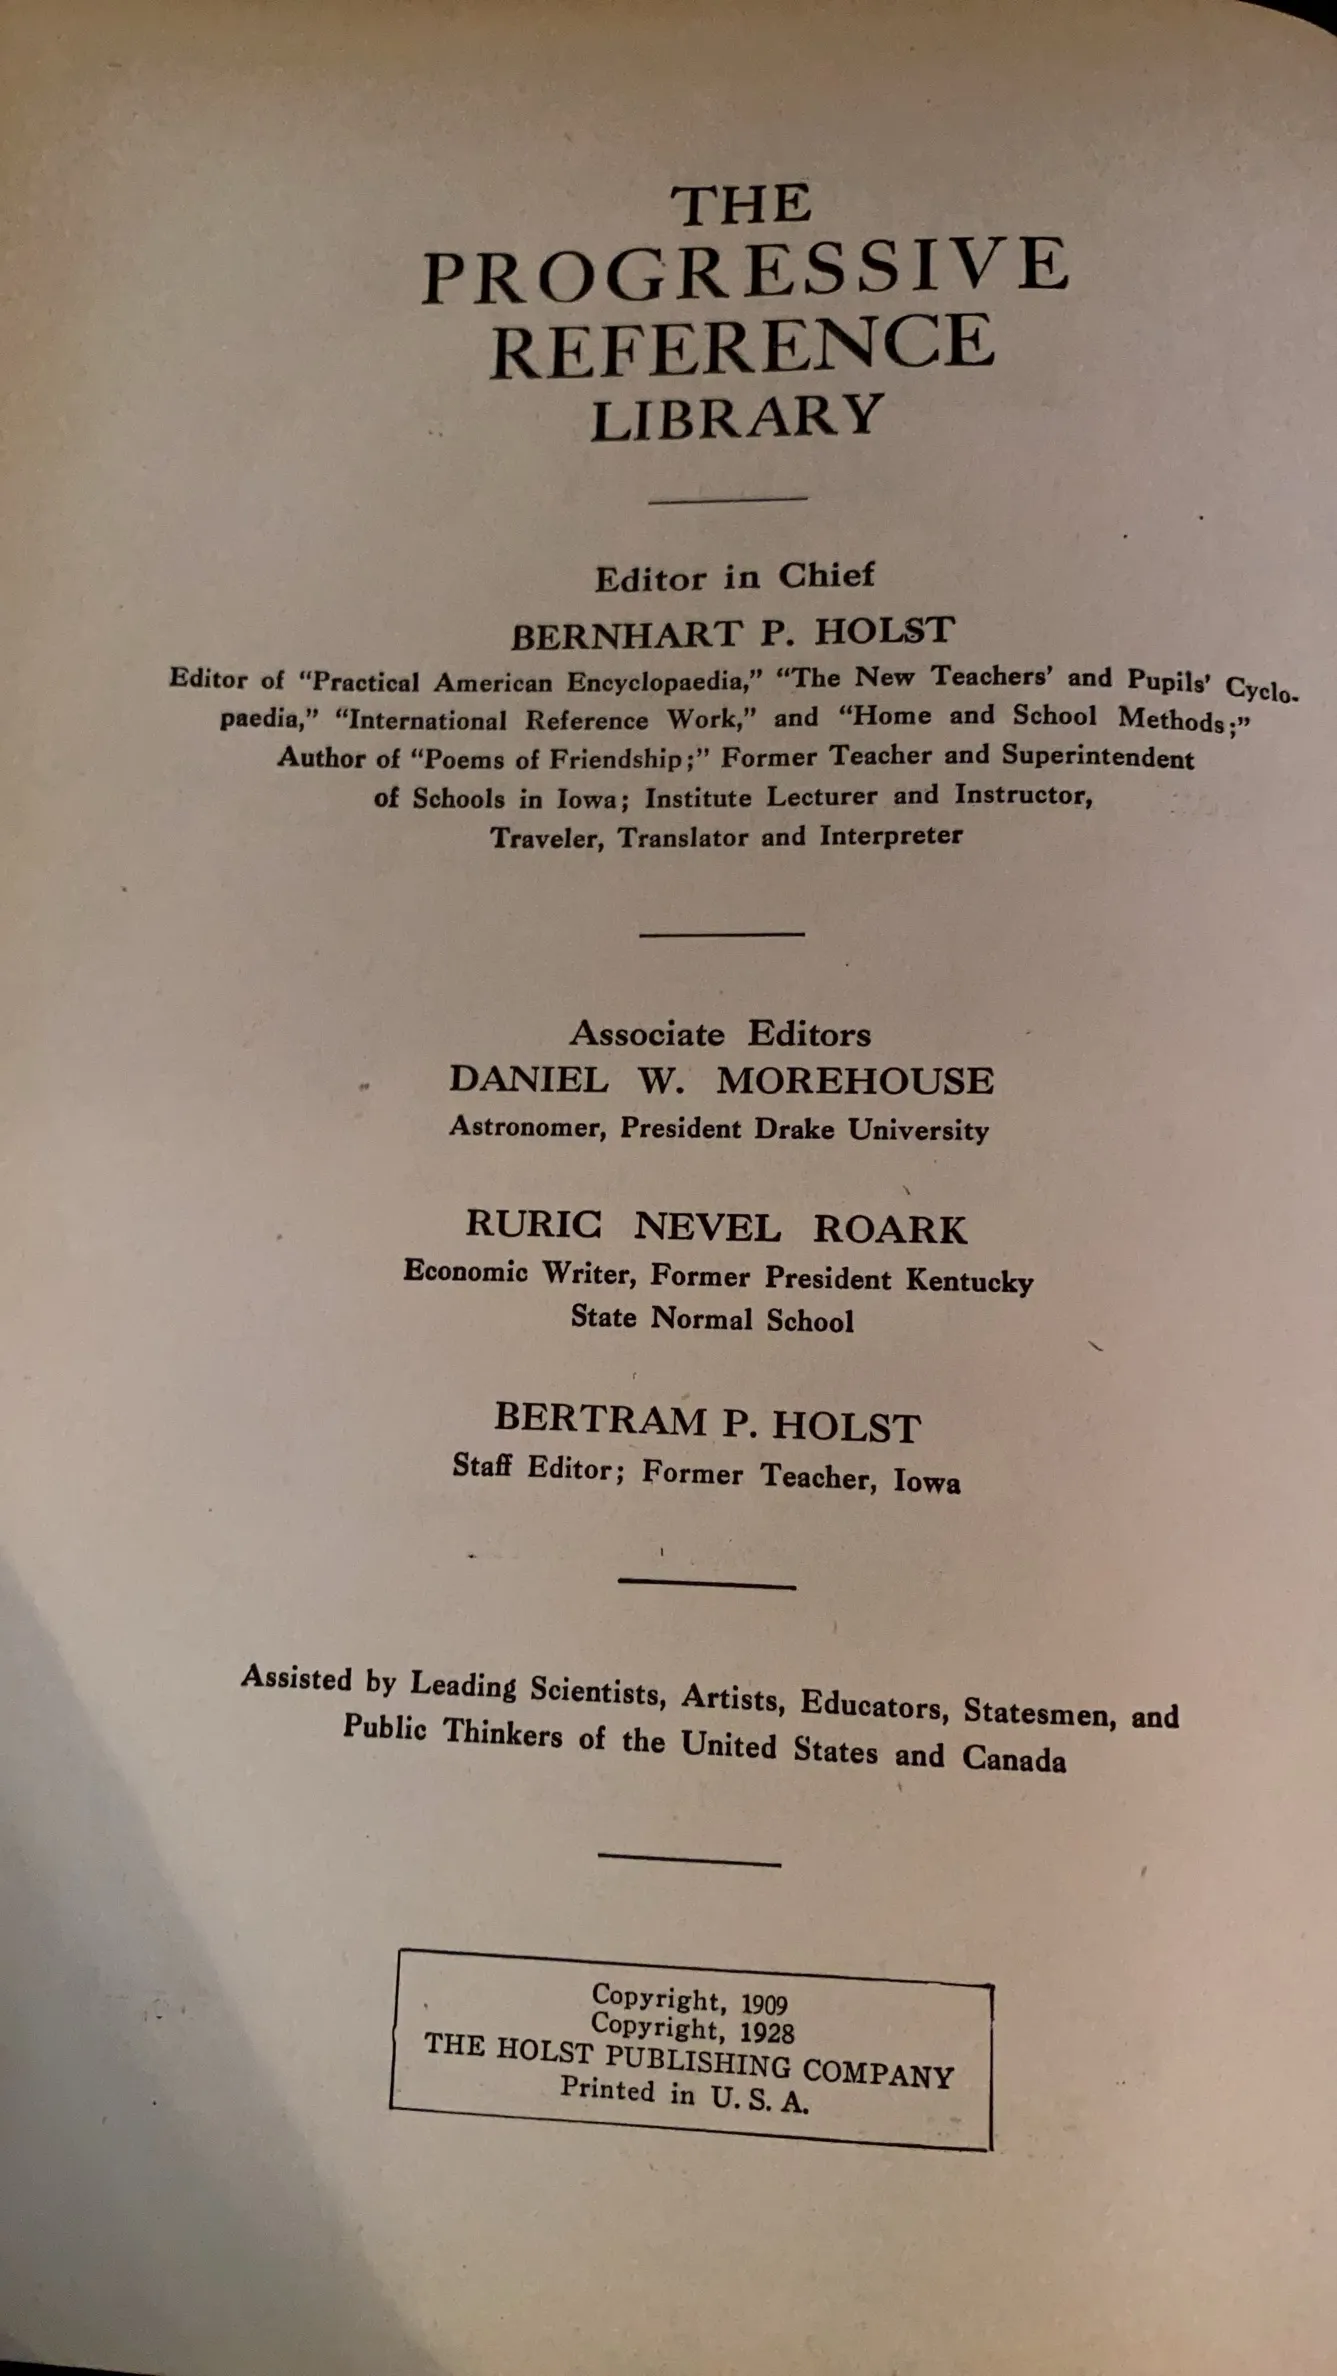 THE
PROGRESSIVE
REFERENCE
LIBRARY
Editor in Chief
BERNHART P. HOLST
Editor of “Practical American Encyclopaedia,” “The New Teachers’ and Pupils’ Cyclo-
paedia,” “International Reference Work,” and “Home and School Methods;”
Author of “Poems of Friendship;” Former Teacher and Superintendent
of Schools in Iowa; Institute Lecturer and Instructor,
Traveler, Translator and Interpreter
Associate Editors
DANIEL W. MOREHOUSE
Astronomer, President Drake University
RURIC NEVEL ROARK
Economic Writer, Former President Kentucky
State Normal School
BERTRAM P. HOLST
Staff Editor; Former Teacher, Iowa
Assisted by Leading Scientists, Artists, Educators, Statesmen, and
Public Thinkers of the United States and Canada
Copyright, 1909
Copyright, 1928
THE HOLST PUBLISHING COMPANY
Printed in U. S. A.